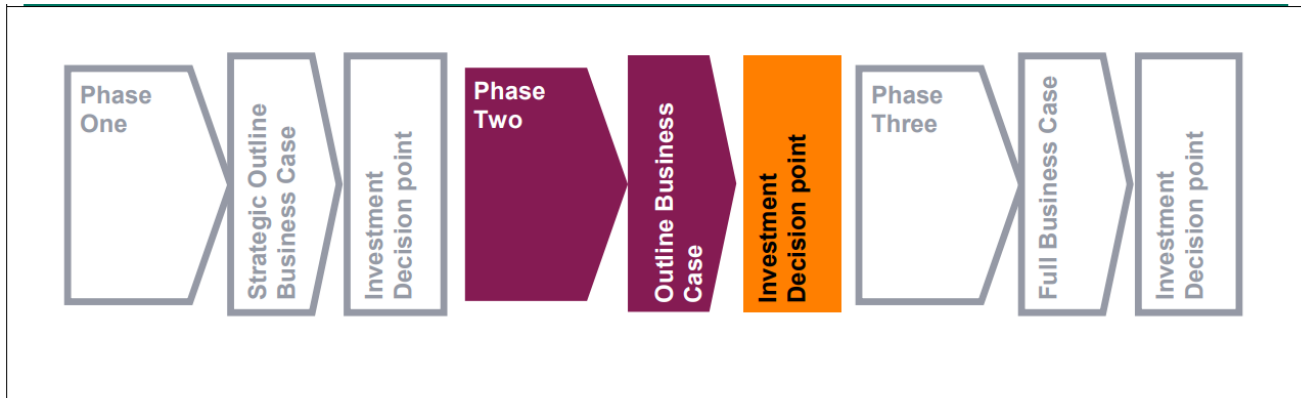 Phase
One
Strategic Outline
Business Case
Investment
Decision point
Phase
Two
Outline Business
Case
Investment
Decision point
Phase
Three
Full Business Case
Investment
Decision point